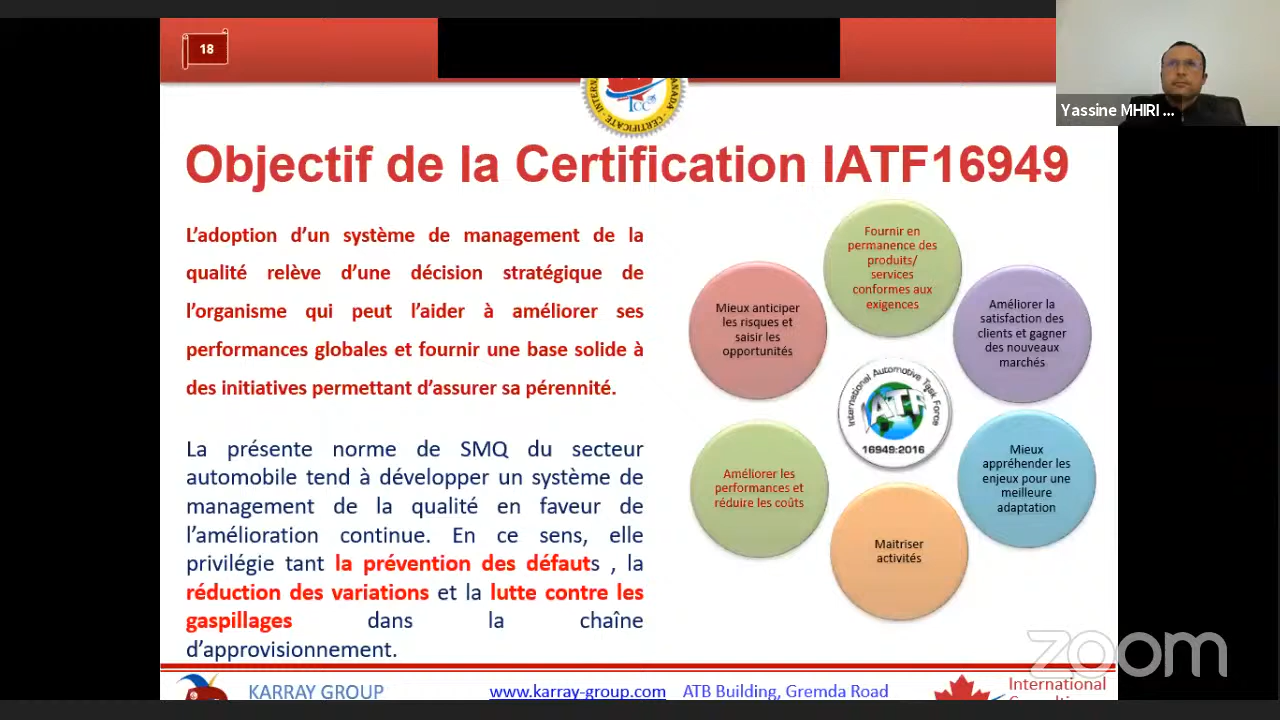 18
Yassine MHIRI ...
CERTIFICATE
Objectif de la Certification IATF16949
L’adoption d’un système de management de la
qualité relève d’une décision stratégique de
l’organisme qui peut l’aider à améliorer ses
performances globales et fournir une base solide à
des initiatives permettant d’assurer sa pérennité.
La présente norme de SMQ du secteur
automobile tend à développer un système de
management de la qualité en faveur de
l’amélioration continue. En ce sens, elle
privilégie tant la prévention des défauts , la
réduction des variations et la lutte contre les
gaspillages dans la chaîne
d’approvisionnement.
Fournir en
permanence des
produits/
services
conformes aux
exigences
Améliorer la
satisfaction des
clients et gagner
des nouveaux
marchés
Mieux
appréhender les
enjeux pour une
meilleure
adaptation
Maitriser
activités
Améliorer les
performances et
réduire les coûts
Mieux anticiper
les risques et
saisir les
opportunités
International Automotive Task Force
IATF
16949:2016
zoom
KARRAY GROUP
www.karray-group.com ATB Building, Gremda Road
International